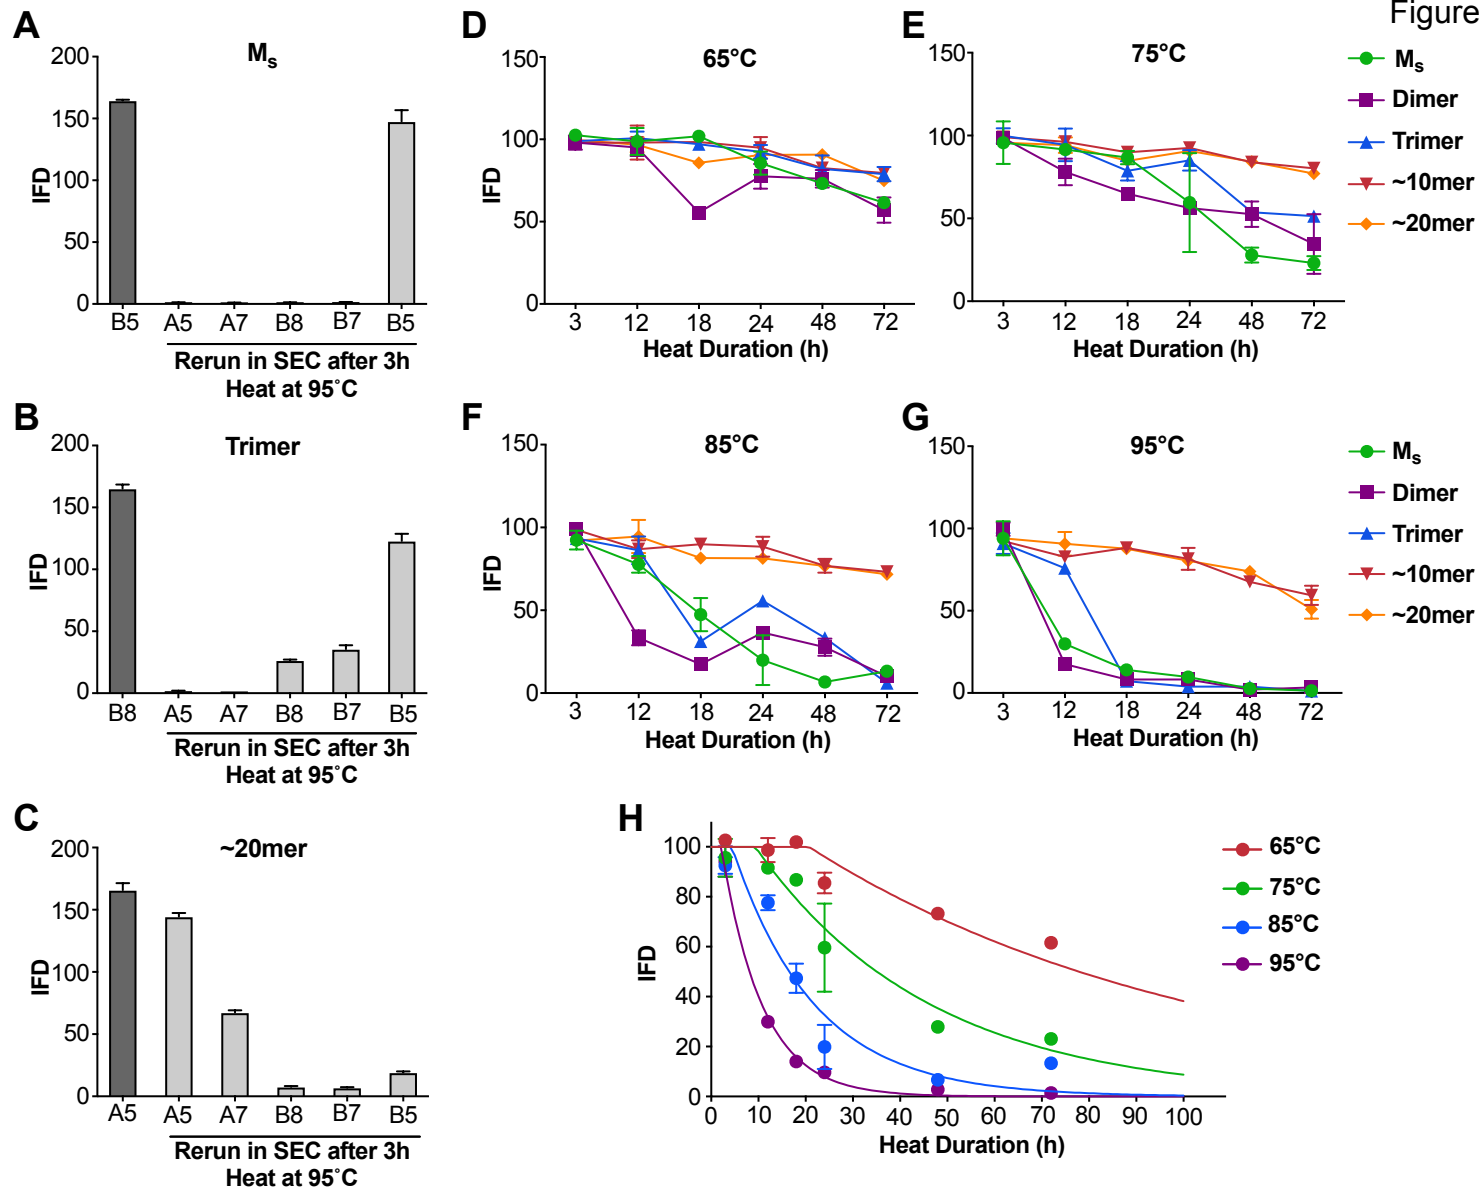 Figure
A
Ms
200
150
100
50
0
IFD
B5 A5 A7 B8 B7 B5
Rerun in SEC after 3h
Heat at 95˚C
D
65°C
150
100
50
0
IFD
3 12 18 24 48 72
Heat Duration (h)
E
75°C
150
100
50
0
3 12 18 24 48 72
Heat Duration (h)
Ms
Dimer
Trimer
~10mer
~20mer
B
Trimer
200
150
100
50
0
IFD
B8 A5 A7 B8 B7 B5
Rerun in SEC after 3h
Heat at 95˚C
F
85°C
150
100
50
0
IFD
3 12 18 24 48 72
Heat Duration (h)
G
95°C
150
100
50
0
3 12 18 24 48 72
Heat Duration (h)
Ms
Dimer
Trimer
~10mer
~20mer
C
~20mer
200
150
100
50
0
IFD
A5 A5 A7 B8 B7 B5
Rerun in SEC after 3h
Heat at 95˚C
H
100
80
60
40
20
0
IFD
0 10 20 30 40 50 60 70 80 90 100
Heat Duration (h)
65°C
75°C
85°C
95°C